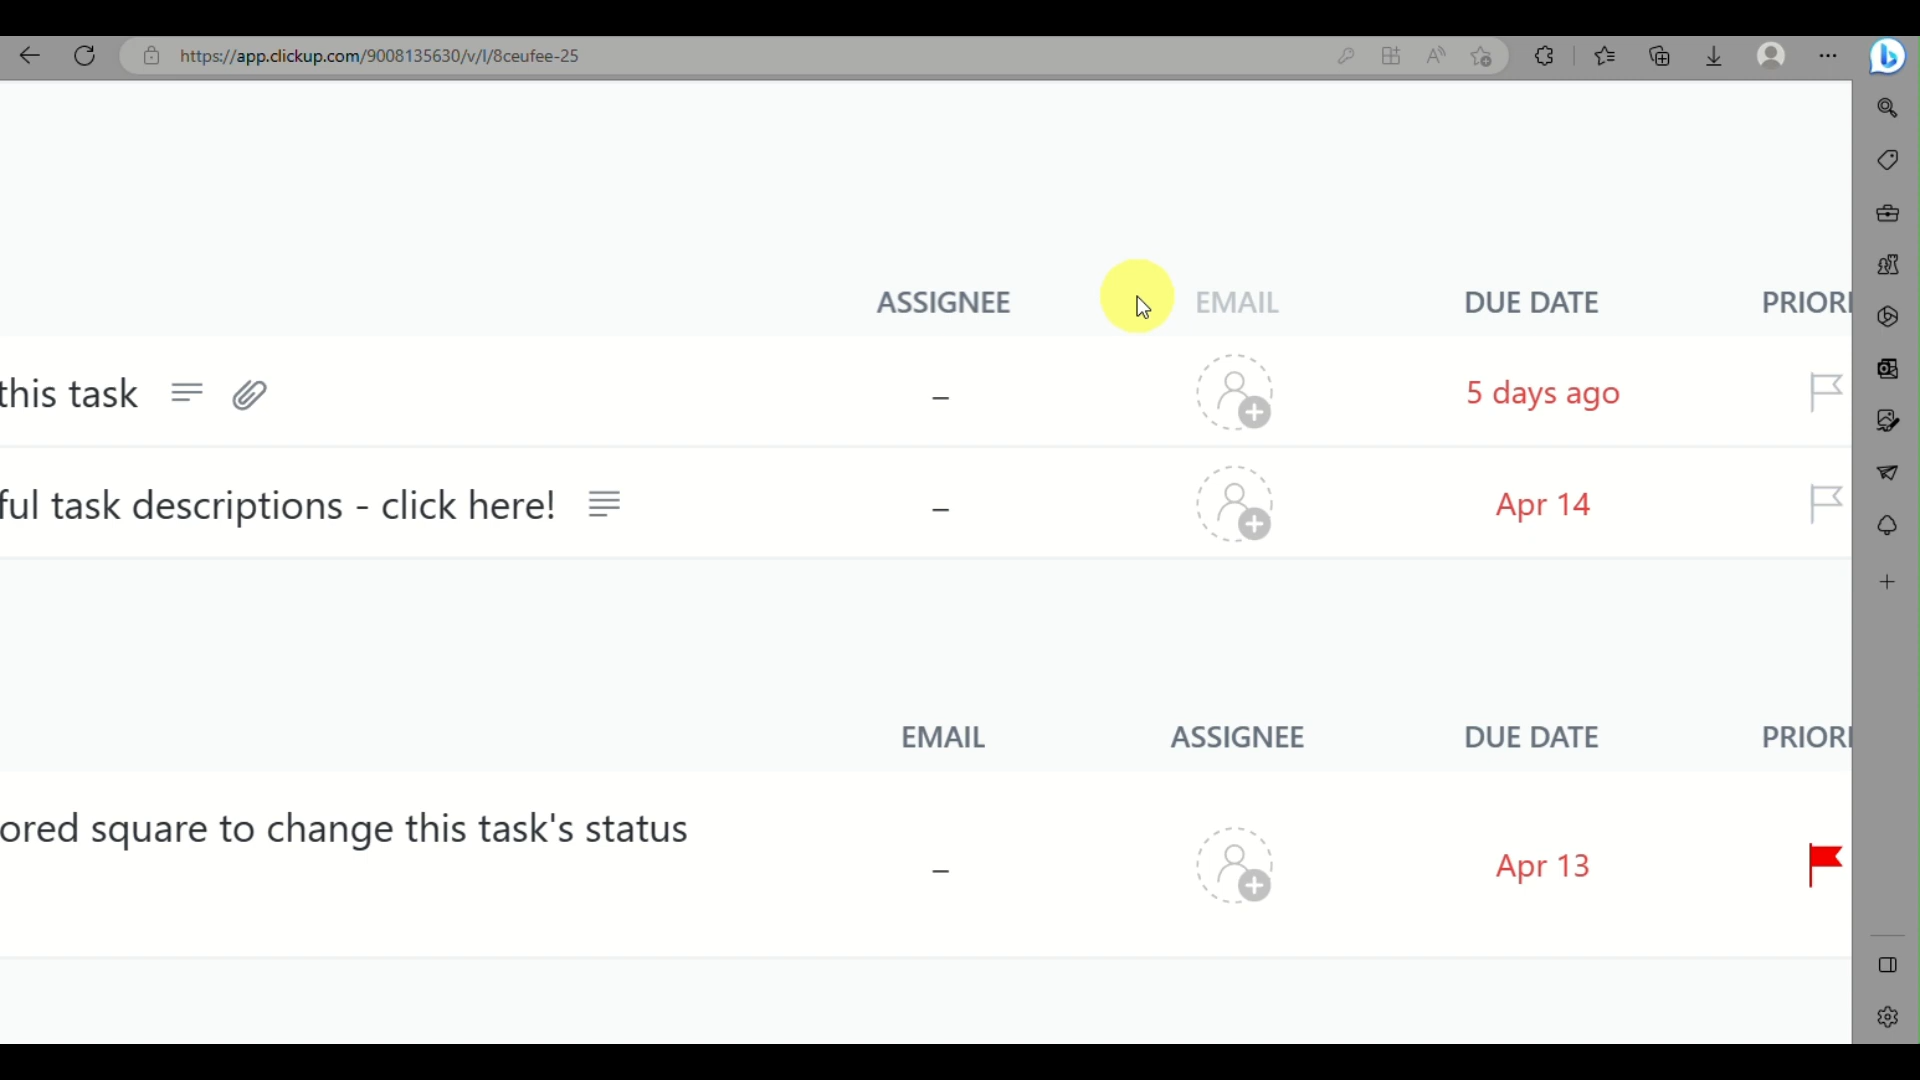 https://app.clickup.com/9008135630/v/l/8ceufee-25
ASSIGNEE EMAIL DUE DATE PRIORI
this task – 5 days ago
ful task descriptions - click here! – Apr 14
EMAIL ASSIGNEE DUE DATE PRIORI
ored square to change this task's status
– Apr 13